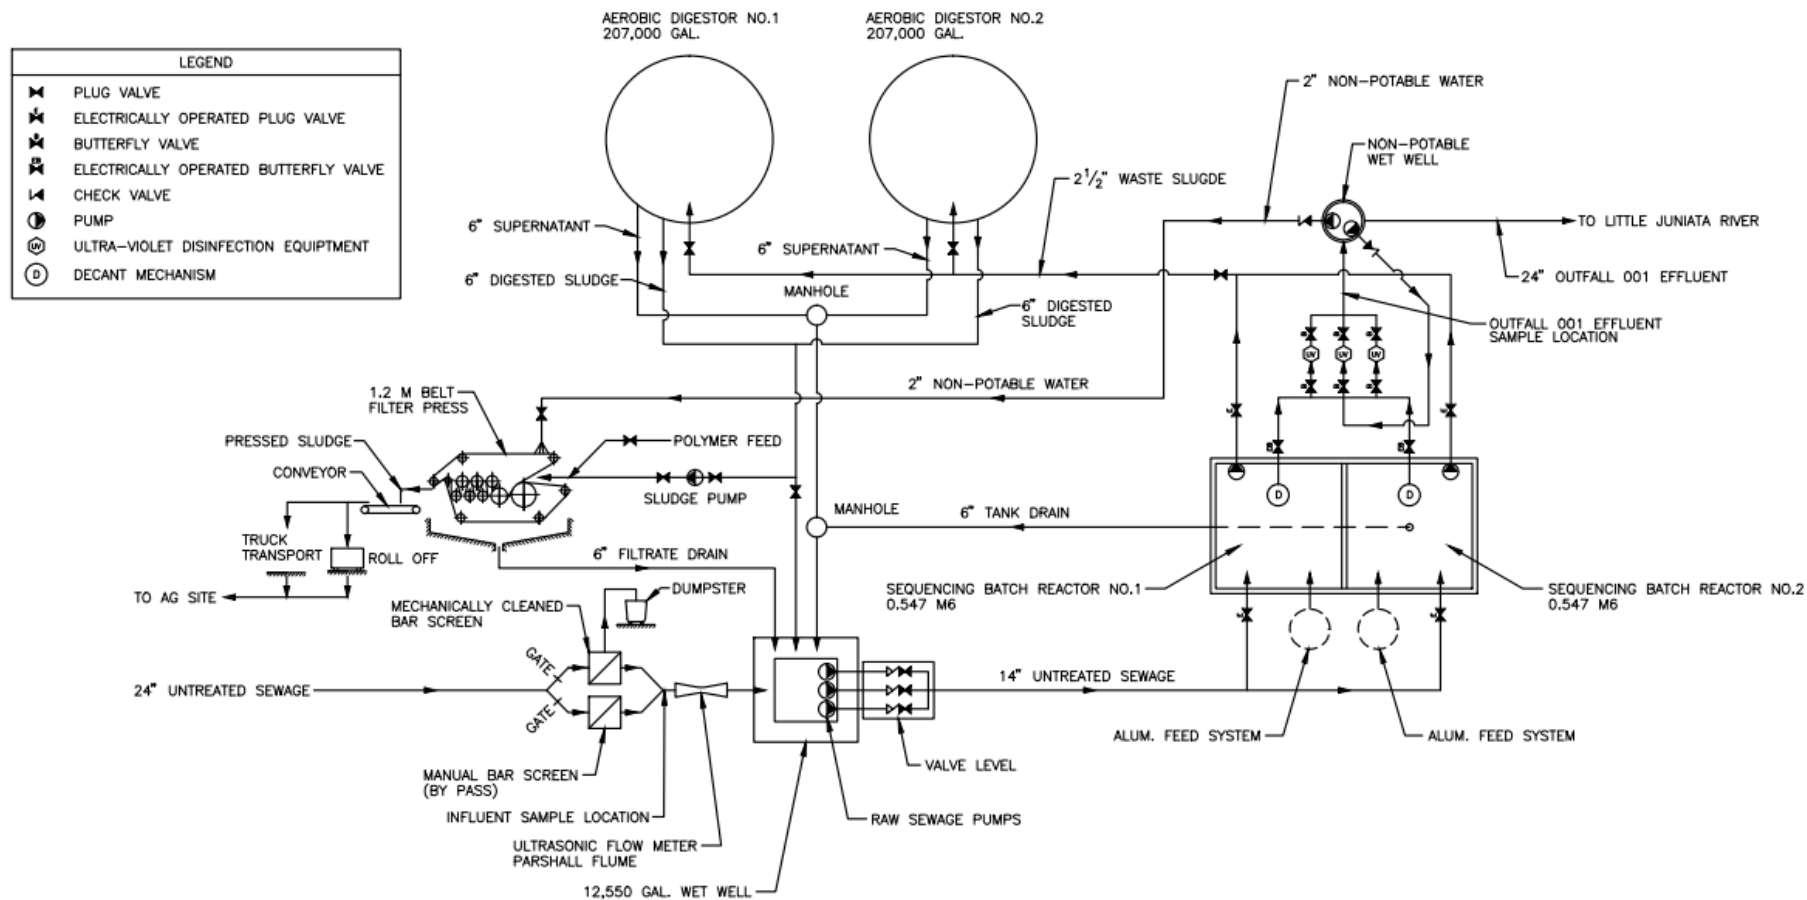 AEROBIC DIGESTOR NO.1
207,000 GAL.
AEROBIC DIGESTOR NO.2
207,000 GAL.
LEGEND
PLUG VALVE
ELECTRICALLY OPERATED PLUG VALVE
BUTTERFLY VALVE
ELECTRICALLY OPERATED BUTTERFLY VALVE
CHECK VALVE
PUMP
UV ULTRA-VIOLET DISINFECTION EQUIPTMENT
D DECANT MECHANISM
2" NON-POTABLE WATER
NON-POTABLE
WET WELL
2 1/2" WASTE SLUGDE
6" SUPERNATANT
6" SUPERNATANT
TO LITTLE JUNIATA RIVER
6" DIGESTED SLUDGE
24" OUTFALL 001 EFFLUENT
MANHOLE
6" DIGESTED
SLUDGE
OUTFALL 001 EFFLUENT
SAMPLE LOCATION
UV UV UV
2" NON-POTABLE WATER
1.2 M BELT
FILTER PRESS
PRESSED SLUDGE
POLYMER FEED
CONVEYOR
SLUDGE PUMP
D D
MANHOLE
6" TANK DRAIN
TRUCK
TRANSPORT
ROLL OFF
6" FILTRATE DRAIN
TO AG SITE
DUMPSTER
MECHANICALLY CLEANED
BAR SCREEN
SEQUENCING BATCH REACTOR NO.1
0.547 M6
SEQUENCING BATCH REACTOR NO.2
0.547 M6
GATE
24" UNTREATED SEWAGE
GATE
14" UNTREATED SEWAGE
ALUM. FEED SYSTEM
ALUM. FEED SYSTEM
VALVE LEVEL
MANUAL BAR SCREEN
(BY PASS)
INFLUENT SAMPLE LOCATION
RAW SEWAGE PUMPS
ULTRASONIC FLOW METER
PARSHALL FLUME
12,550 GAL. WET WELL